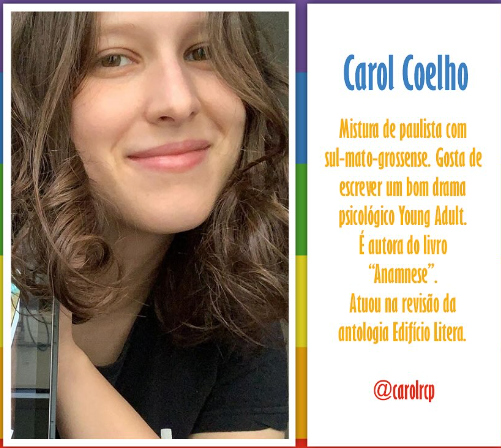 Carol Coelho
Mistura de paulista com
sul-mato-grossense. Gosta de
escrever um bom drama
psicológico Young Adult.
É autora do livro
“Anamnese”.
Atuou na revisão da
antologia Edifício Litera.
@carolrcp